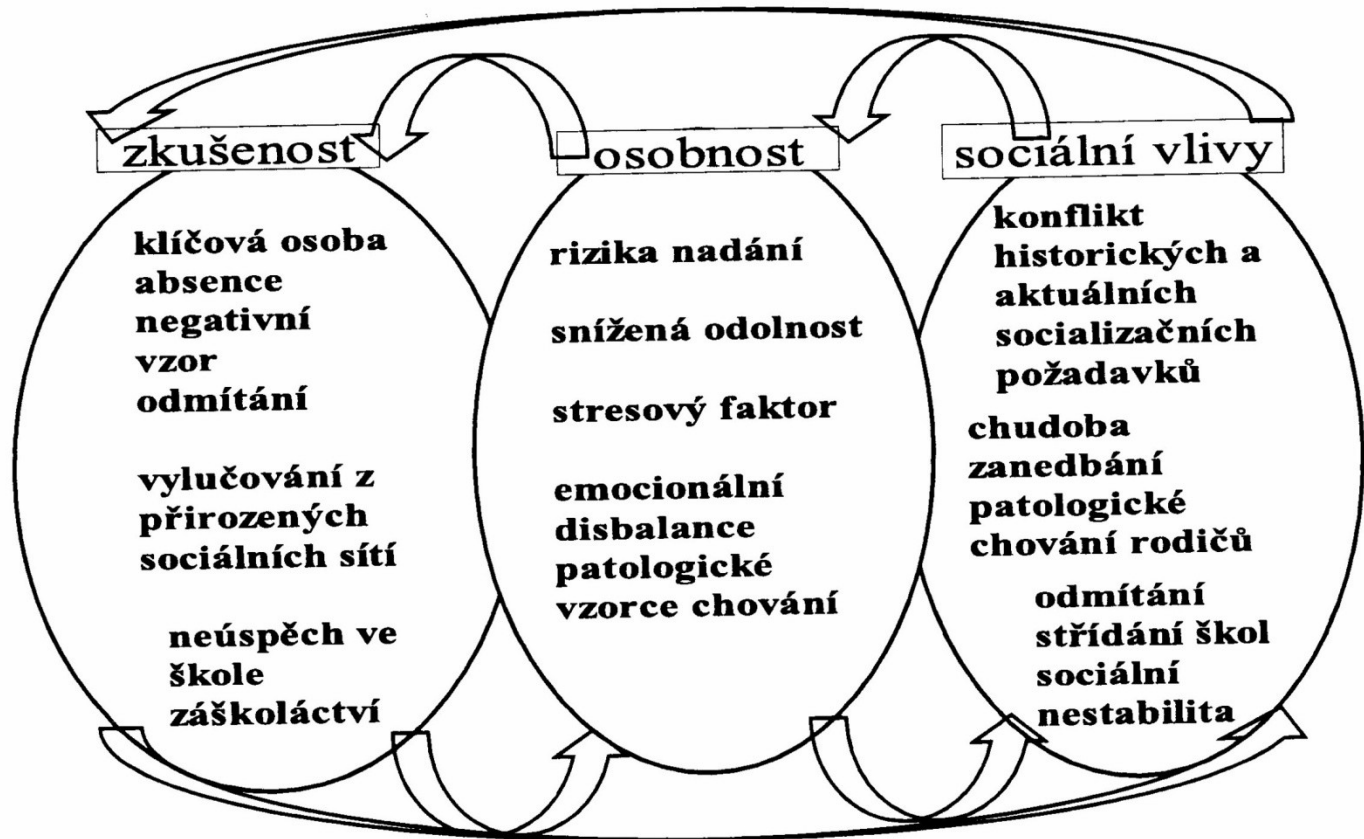 zkušenost
klíčová osoba
absence
negativní
vzor
odmítání
vylučování z
přirozených
sociálních sítí
neúspěch ve
škole
záškoláctví
osobnost
rizika nadání
snížená odolnost
stresový faktor
emocionální
disbalance
patologické
vzorce chování
sociální vlivy
konflikt
historických a
aktuálních
socializačních
požadavků
chudoba
zanedbání
patologické
chování rodičů
odmítání
střídání škol
sociální
nestabilita